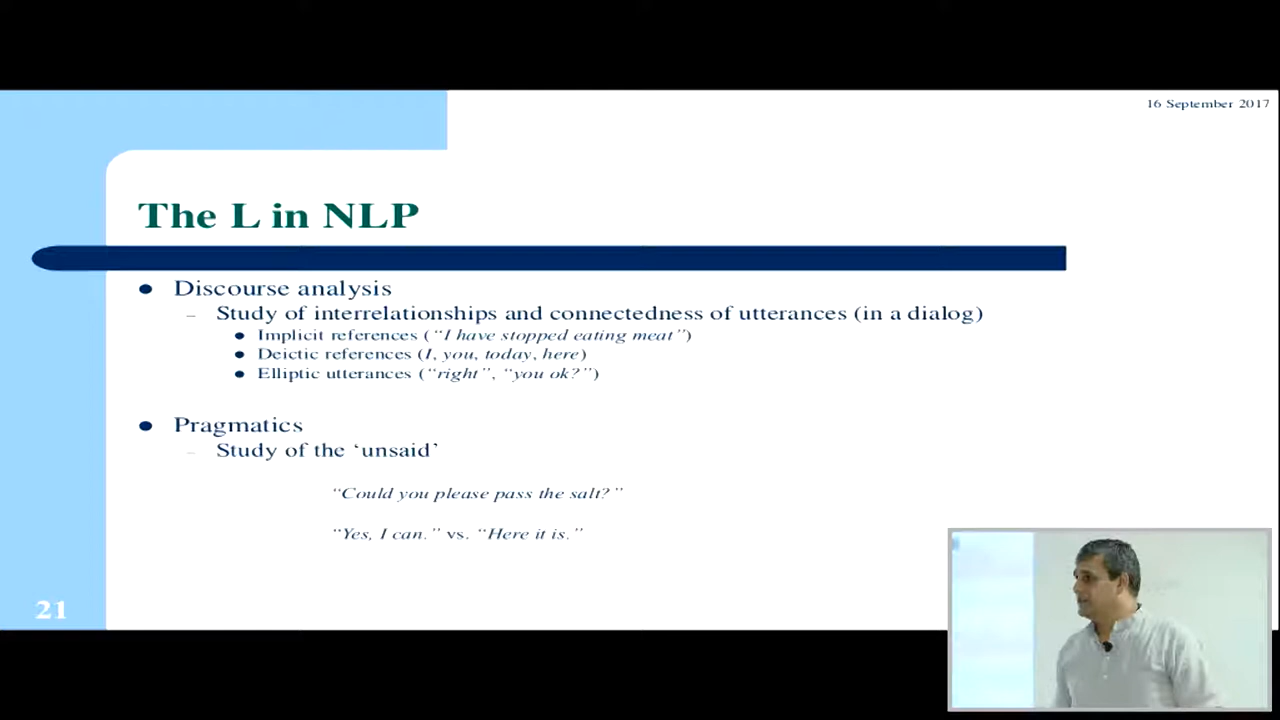 16 September 2017
The L in NLP
● Discourse analysis
– Study of interrelationships and connectedness of utterances (in a dialog)
● Implicit references (“I have stopped eating meat”)
● Deictic references (I, you, today, here)
● Elliptic utterances (“right”, “you ok?”)
● Pragmatics
– Study of the ‘unsaid’
“Could you please pass the salt?”
“Yes, I can.” vs. “Here it is.”
21